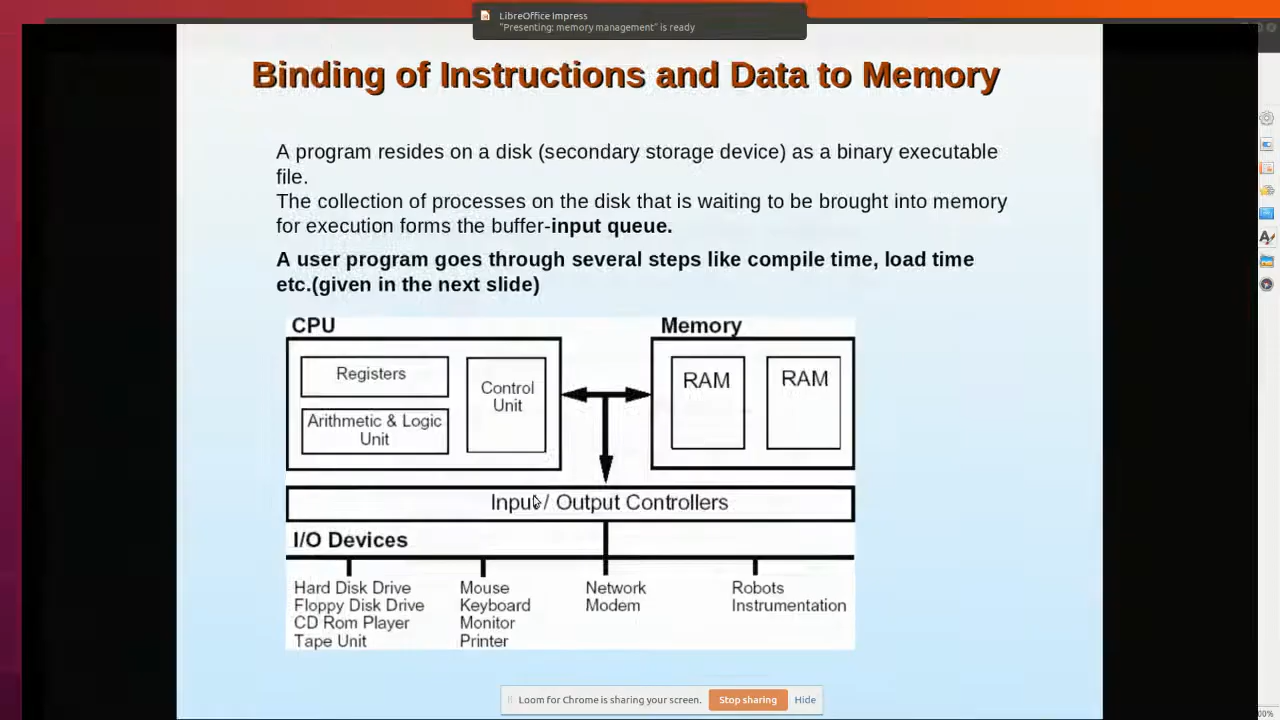 LibreOffice Impress
"Presenting: memory management" is ready
Binding of Instructions and Data to Memory
A program resides on a disk (secondary storage device) as a binary executable
file.
The collection of processes on the disk that is waiting to be brought into memory
for execution forms the buffer-input queue.
A user program goes through several steps like compile time, load time
etc.(given in the next slide)
CPU
Registers
Arithmetic & Logic
Unit
Control
Unit
Memory
RAM
RAM
Input / Output Controllers
I/O Devices
Hard Disk Drive
Floppy Disk Drive
CD Rom Player
Tape Unit
Mouse
Keyboard
Monitor
Printer
Network
Modem
Robots
Instrumentation
Loom for Chrome is sharing your screen.
Stop sharing
Hide